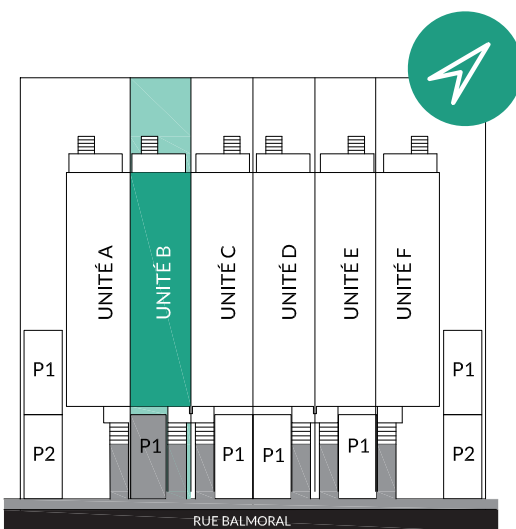 UNITÉ A
UNITÉ B
UNITÉ C
UNITÉ D
UNITÉ E
UNITÉ F
P1
P1
P2
P1
P1
P1
P1
P2
RUE BALMORAL